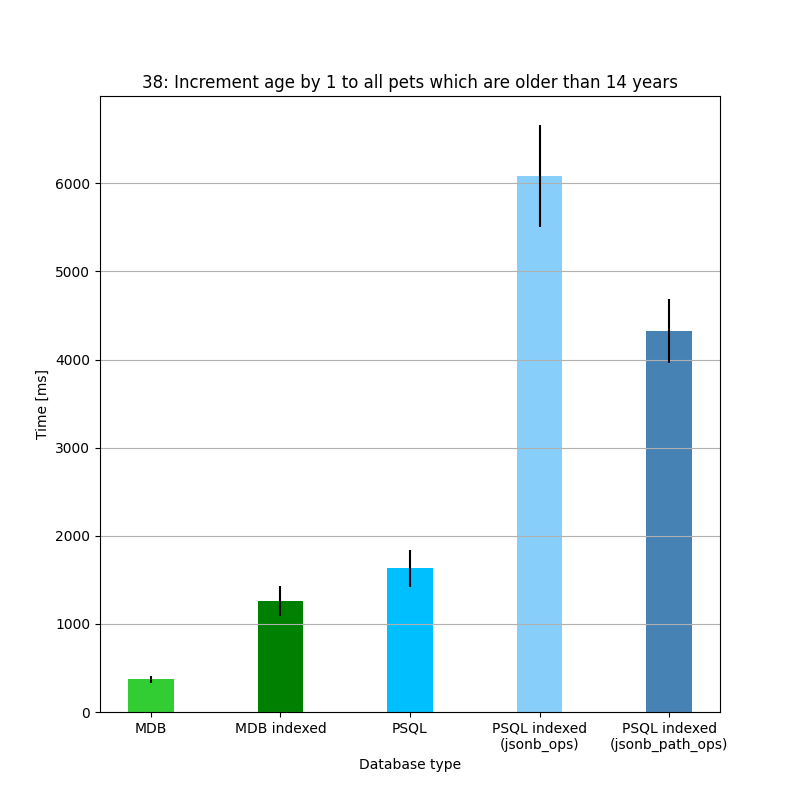 38: Increment age by 1 to all pets which are older than 14 years
6000
5000
4000
3000
2000
1000
0
Time [ms]
MDB
MDB indexed
PSQL
PSQL indexed
(jsonb_ops)
PSQL indexed
(jsonb_path_ops)
Database type